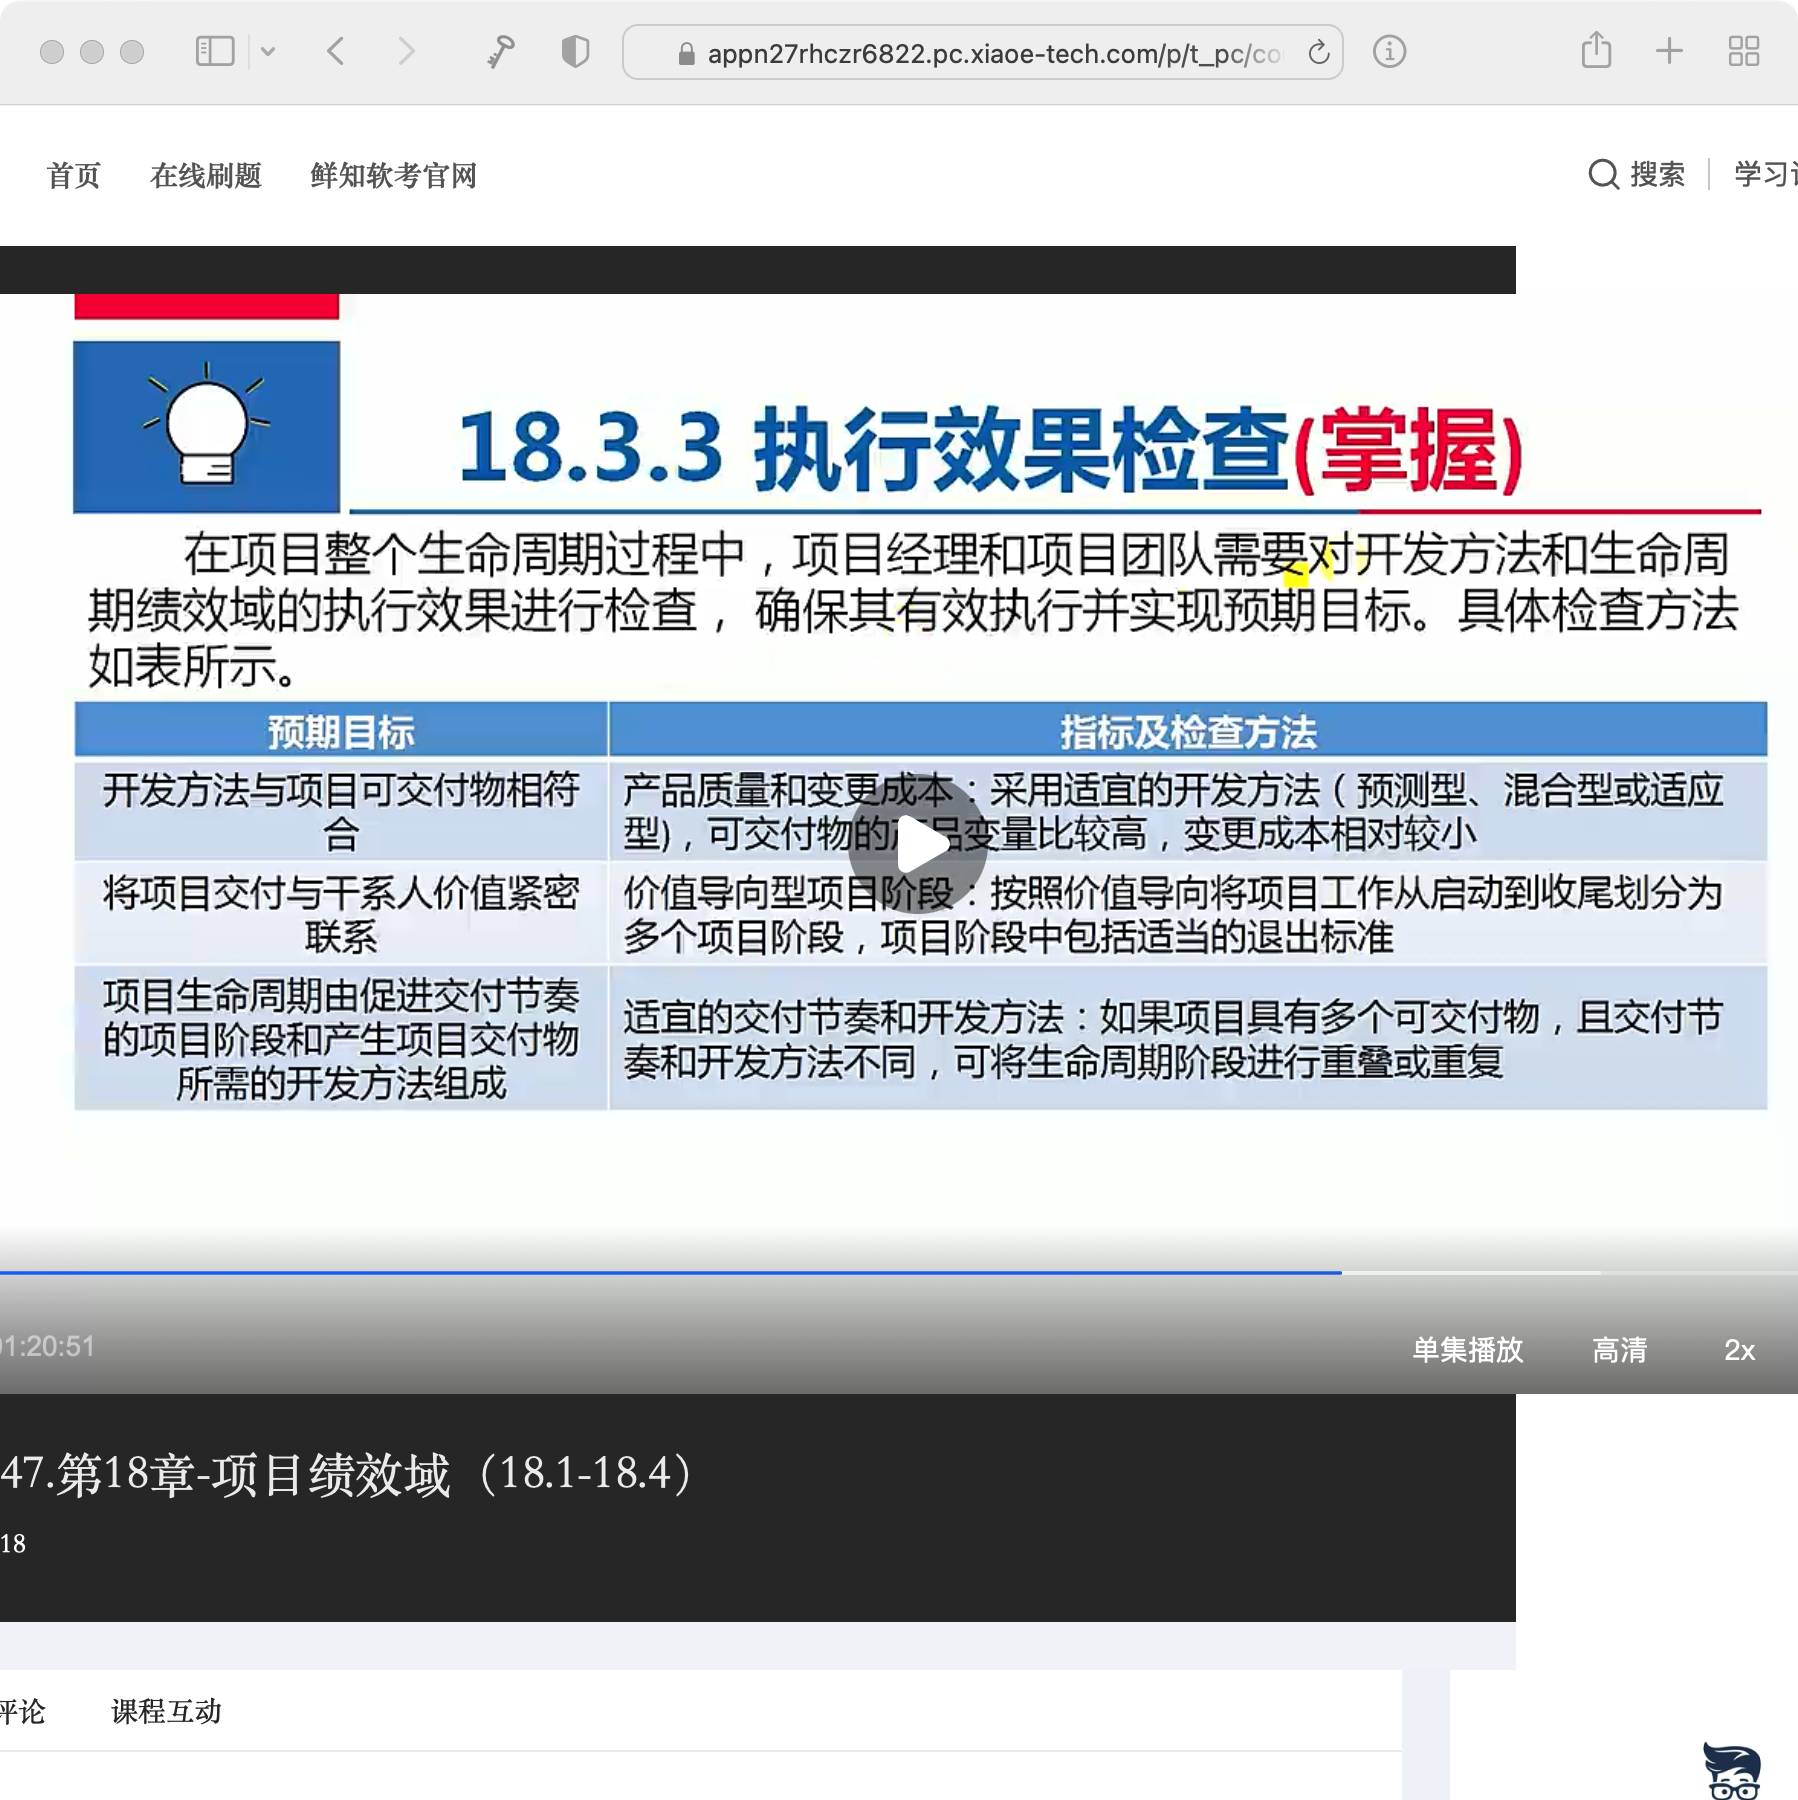 appn27rhczr6822.pc.xiaoe-tech.com/p/t_pc/co
首页 在线刷题 鲜知软考官网
搜索 学习
18.3.3 执行效果检查(掌握)
在项目整个生命周期过程中，项目经理和项目团队需要对开发方法和生命周
期绩效域的执行效果进行检查，确保其有效执行并实现预期目标。具体检查方法
如表所示。
预期目标 指标及检查方法
开发方法与项目可交付物相符
合
产品质量和变更成本：采用适宜的开发方法（预测型、混合型或适应
型)，可交付物的产品变量比较高，变更成本相对较小
将项目交付与干系人价值紧密
联系
价值导向型项目阶段：按照价值导向将项目工作从启动到收尾划分为
多个项目阶段，项目阶段中包括适当的退出标准
项目生命周期由促进交付节奏
的项目阶段和产生项目交付物
所需的开发方法组成
适宜的交付节奏和开发方法：如果项目具有多个可交付物，且交付节
奏和开发方法不同，可将生命周期阶段进行重叠或重复
01:20:51
单集播放 高清 2x
47.第18章-项目绩效域（18.1-18.4）
18
评论 课程互动